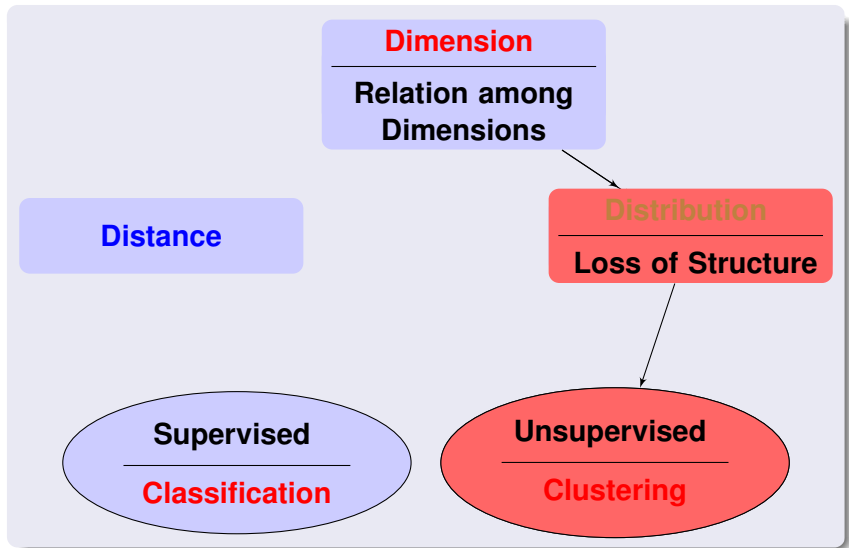 Dimension
Relation among
Dimensions
Distance
Distribution
Loss of Structure
Supervised
Classification
Unsupervised
Clustering